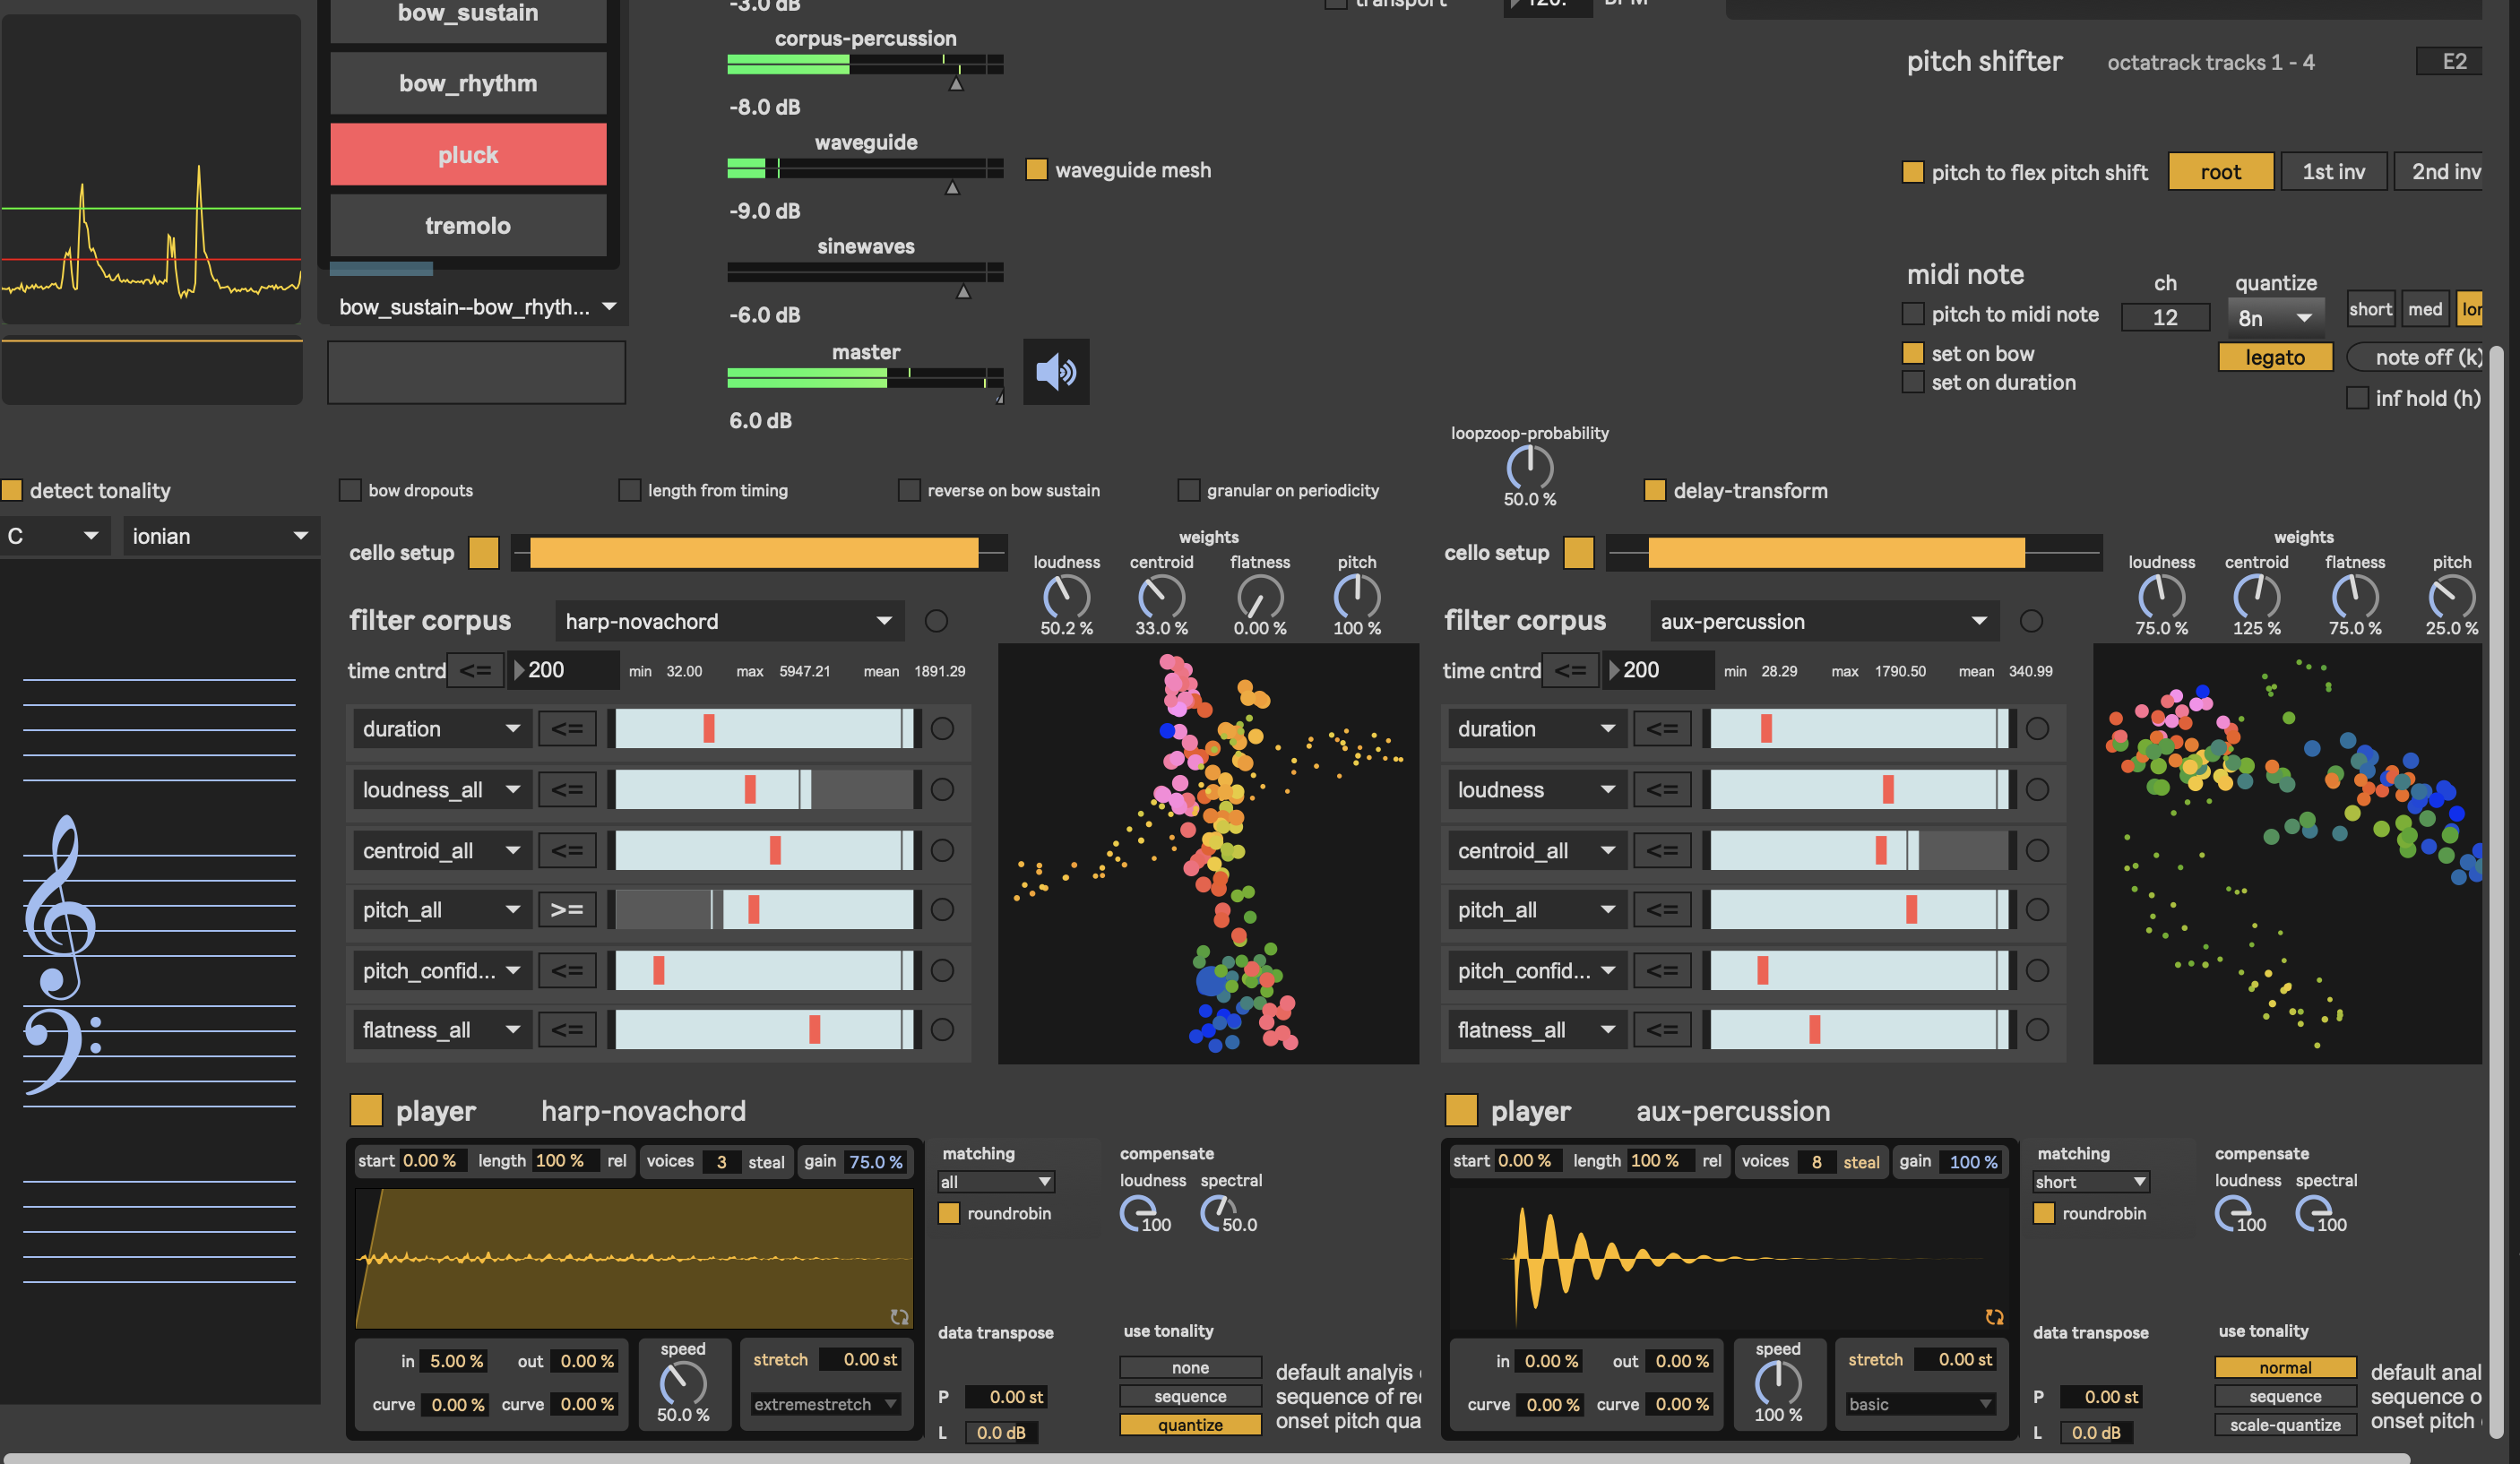 bow_sustain
bow_rhythm
pluck
tremolo
bow_sustain--bow_rhyth...
-3.0 dB
corpus-percussion
-8.0 dB
waveguide
waveguide mesh
-9.0 dB
sinewaves
-6.0 dB
master
6.0 dB
transport
120.
BPM
pitch shifter octatrack tracks 1 - 4 E2
pitch to flex pitch shift root 1st inv 2nd inv
midi note ch quantize
pitch to midi note 12 8n short med lon
set on bow legato note off (k)
set on duration
inf hold (h)
loopzoop-probability
50.0 %
detect tonality bow dropouts length from timing reverse on bow sustain granular on periodicity delay-transform
C ionian
cello setup
weights
loudness centroid flatness pitch
50.2 % 33.0 % 0.00 % 100 %
filter corpus harp-novachord
time cntrd <= 200 min 32.00 max 5947.21 mean 1891.29
duration <=
loudness_all <=
centroid_all <=
pitch_all >=
pitch_confid... <=
flatness_all <=
cello setup
weights
loudness centroid flatness pitch
75.0 % 125 % 75.0 % 25.0 %
filter corpus aux-percussion
time cntrd <= 200 min 28.29 max 1790.50 mean 340.99
duration <=
loudness <=
centroid_all <=
pitch_all <=
pitch_confid... <=
flatness_all <=
player harp-novachord
start 0.00 % length 100 % rel voices 3 steal gain 75.0 %
matching
all
roundrobin
compensate
loudness spectral
100 50.0
in 5.00 % out 0.00 %
curve 0.00 % curve 0.00 %
speed
50.0 %
stretch 0.00 st
extremestretch
data transpose
P 0.00 st
L 0.0 dB
use tonality
none default analyis
sequence sequence of re
quantize onset pitch qua
player aux-percussion
start 0.00 % length 100 % rel voices 8 steal gain 100 %
matching
short
roundrobin
compensate
loudness spectral
100 100
in 0.00 % out 0.00 %
curve 0.00 % curve 0.00 %
speed
100 %
stretch 0.00 st
basic
data transpose
P 0.00 st
L 0.0 dB
use tonality
normal default anal
sequence sequence o
scale-quantize onset pitch